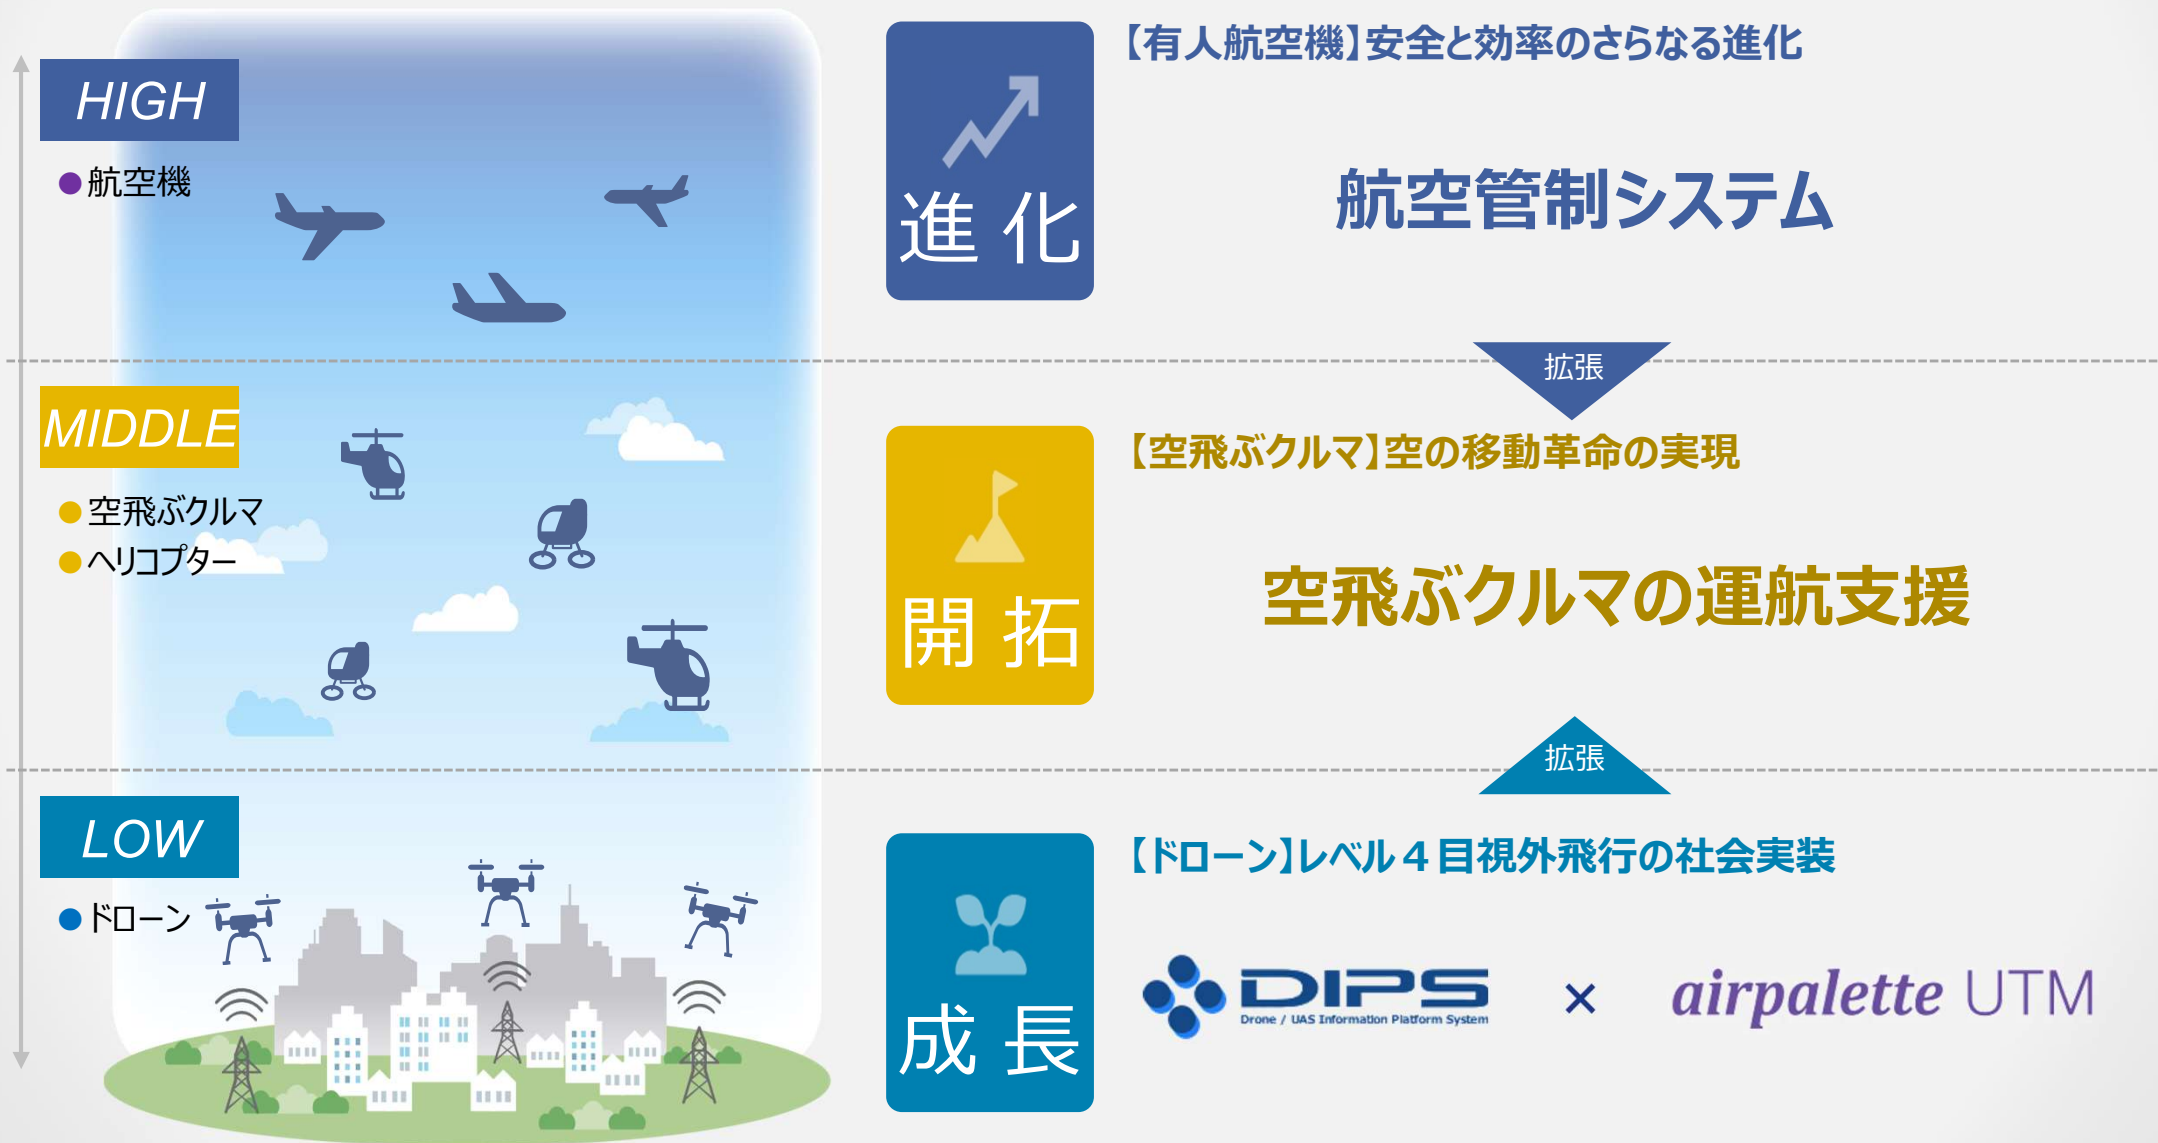 HIGH
●航空機
進化
【有人航空機】安全と効率のさらなる進化
航空管制システム
拡張
MIDDLE
●空飛ぶクルマ
●ヘリコプター
開拓
【空飛ぶクルマ】空の移動革命の実現
空飛ぶクルマの運航支援
拡張
LOW
●ドローン
成長
【ドローン】レベル４目視外飛行の社会実装
DIPS
Drone / UAS Information Platform System
×
airpalette UTM